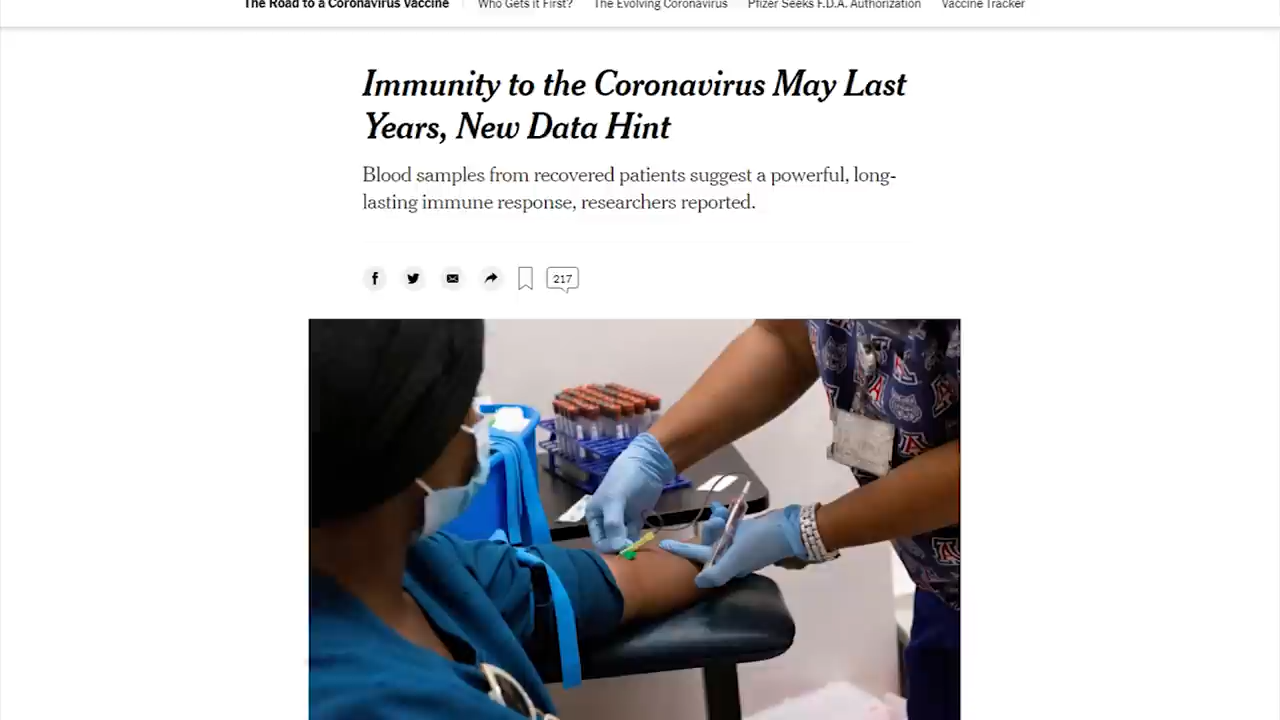 The Road to a Coronavirus Vaccine Who Gets it First? The Evolving Coronavirus Pfizer Seeks F.D.A. Authorization Vaccine Tracker
Immunity to the Coronavirus May Last
Years, New Data Hint
Blood samples from recovered patients suggest a powerful, long-
lasting immune response, researchers reported.
217